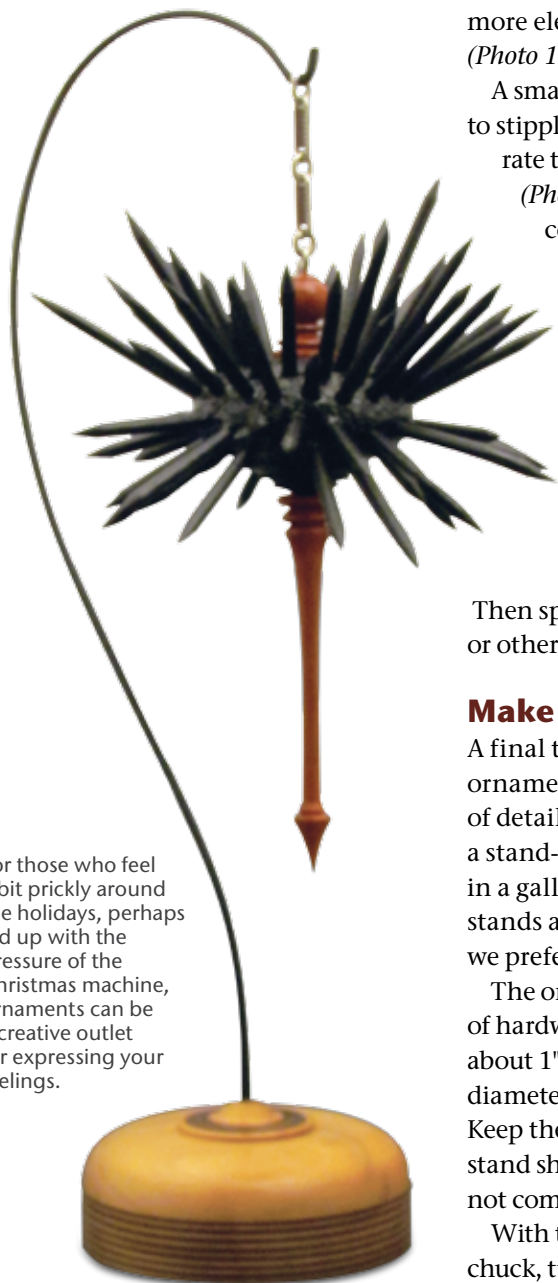 or those who feel
bit prickly around
e holidays, perhaps
d up with the
ressure of the
hristmas machine,
rnaments can be
creative outlet
r expressing your
elings.
more ele
(Photo 1
A sma
to stippl
rate t
(Pho
co
Then sp
or other
Make
A final t
orname
of detail
a stand-
in a gall
stands a
we prefe
The or
of hardw
about 1"
diamete
Keep the
stand sh
not com
With t
chuck, t